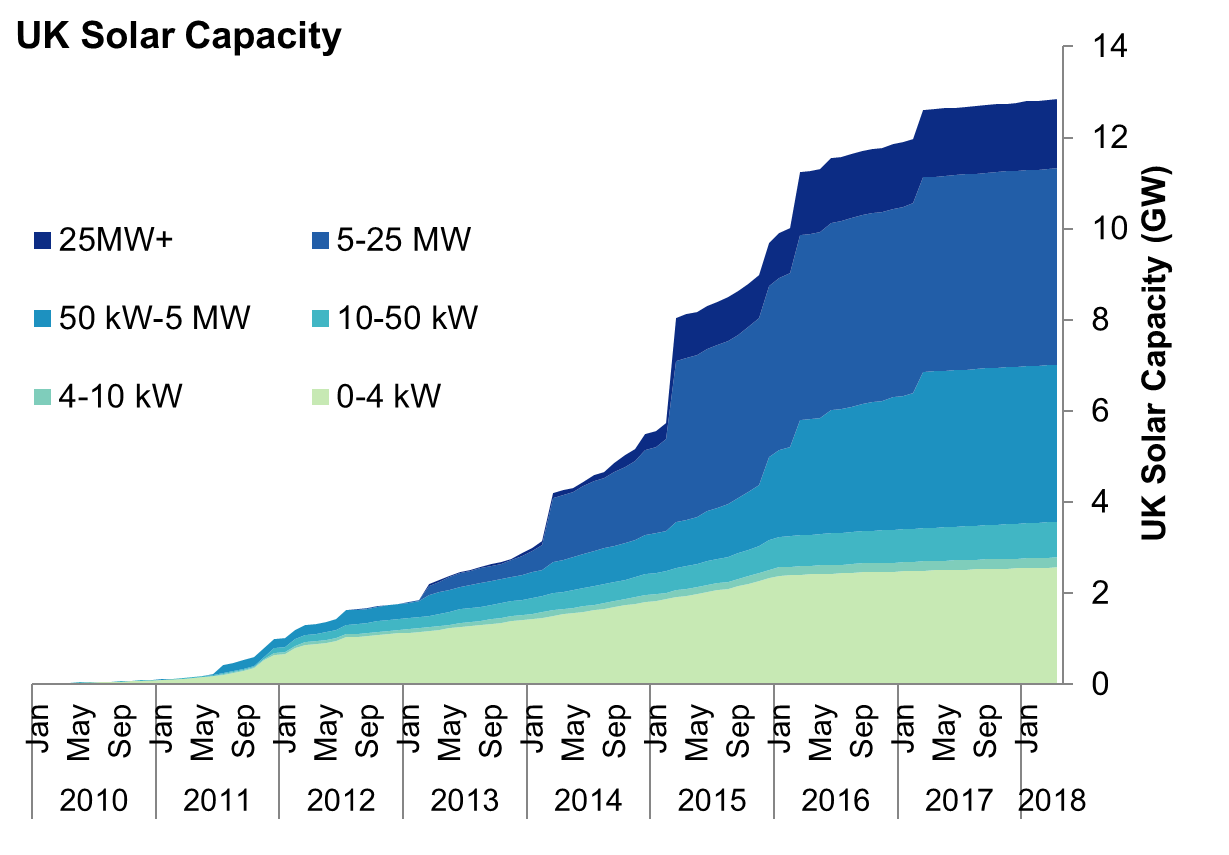 UK Solar Capacity
14
12
10
8
6
4
2
0
UK Solar Capacity (GW)
25MW+ 5-25 MW
50 kW-5 MW 10-50 kW
4-10 kW 0-4 kW
Jan May Sep Jan May Sep Jan May Sep Jan May Sep Jan May Sep Jan May Sep Jan May Sep Jan May Sep Jan
2010 2011 2012 2013 2014 2015 2016 2017 2018